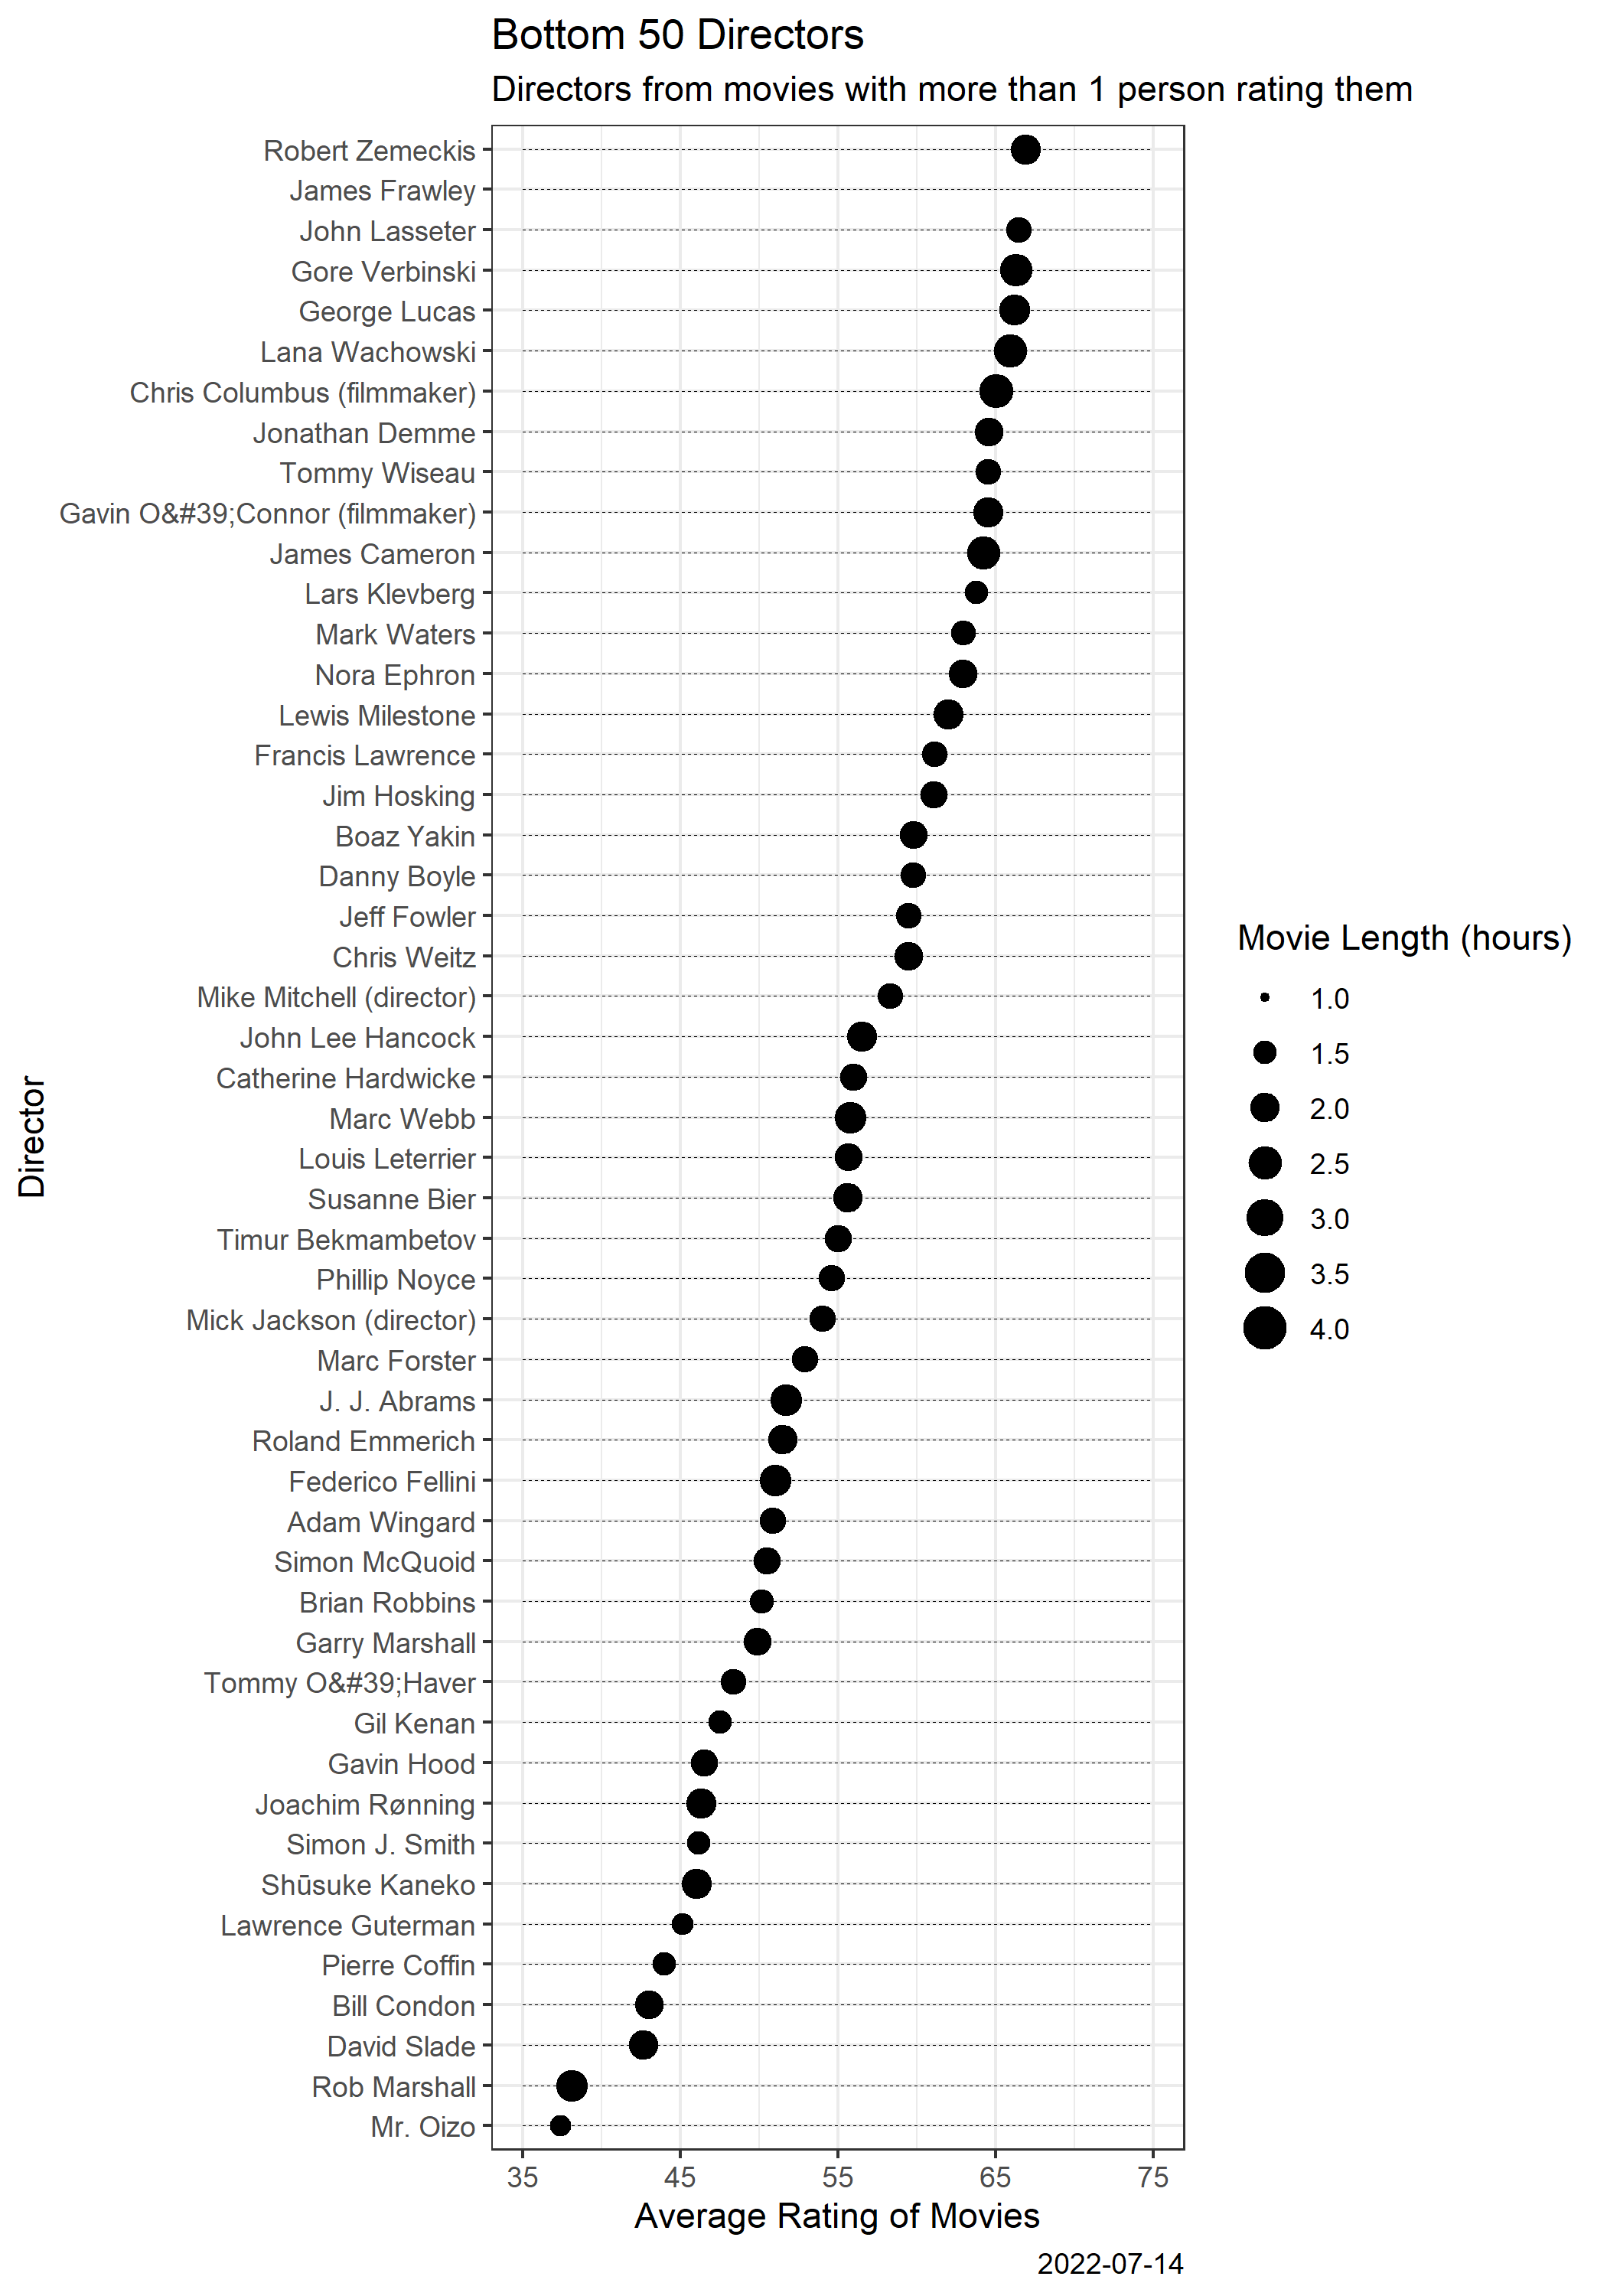 Bottom 50 Directors
Directors from movies with more than 1 person rating them
Robert Zemeckis
James Frawley
John Lasseter
Gore Verbinski
George Lucas
Lana Wachowski
Chris Columbus (filmmaker)
Jonathan Demme
Tommy Wiseau
Gavin O&#39;Connor (filmmaker)
James Cameron
Lars Klevberg
Mark Waters
Nora Ephron
Lewis Milestone
Francis Lawrence
Jim Hosking
Boaz Yakin
Danny Boyle
Jeff Fowler
Chris Weitz
Mike Mitchell (director)
John Lee Hancock
Catherine Hardwicke
Marc Webb
Louis Leterrier
Susanne Bier
Timur Bekmambetov
Phillip Noyce
Mick Jackson (director)
Marc Forster
J. J. Abrams
Roland Emmerich
Federico Fellini
Adam Wingard
Simon McQuoid
Brian Robbins
Garry Marshall
Tommy O&#39;Haver
Gil Kenan
Gavin Hood
Joachim Rønning
Simon J. Smith
Shūsuke Kaneko
Lawrence Guterman
Pierre Coffin
Bill Condon
David Slade
Rob Marshall
Mr. Oizo
Director
35 45 55 65 75
Average Rating of Movies
2022-07-14
Movie Length (hours)
1.0
1.5
2.0
2.5
3.0
3.5
4.0